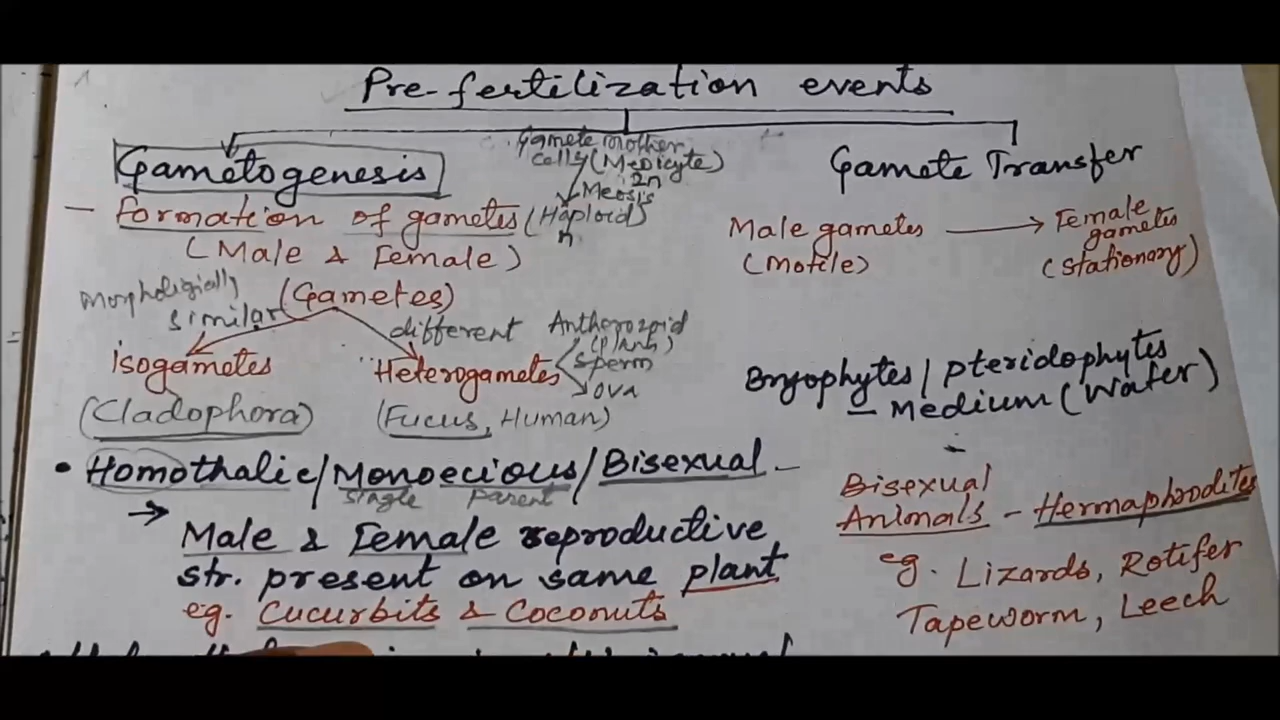 Pre-fertilization events
Gametogenesis
Gamete mother
cells (Meoicyte)
2n
Meosis
- formation of gametes (Haploid)
n
(Male & Female)
(Gametes)
Morphologially
similar
different
isogametes
Heterogametes
Antherozoid
(Plants)
Sperm
Ova
(Cladophora)
(Fucus, Human)
• Homothalic/Monoecious/Bisexual -
Single Parent
→ Male & Female reproductive
str. present on same plant
eg. Cucurbits & Coconuts
Gamete Transfer
Male gametes → Female
gametes
(Motile) (Stationary)
Bryophytes / Pteridophytes
- Medium (Water)
Bisexual
Animals - Hermaphrodites
eg. Lizards, Rotifer
Tapeworm, Leech